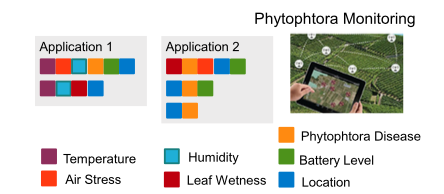 Phytophtora Monitoring
Application 1
Application 2
Temperature
Humidity
Phytophtora Disease
Air Stress
Leaf Wetness
Battery Level
Location